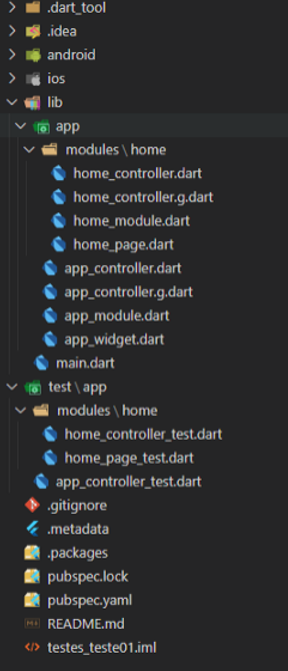 .dart_tool
.idea
android
ios
lib
app
modules \ home
home_controller.dart
home_controller.g.dart
home_module.dart
home_page.dart
app_controller.dart
app_controller.g.dart
app_module.dart
app_widget.dart
main.dart
test \ app
modules \ home
home_controller_test.dart
home_page_test.dart
app_controller_test.dart
.gitignore
.metadata
.packages
pubspec.lock
pubspec.yaml
README.md
testes_teste01.iml